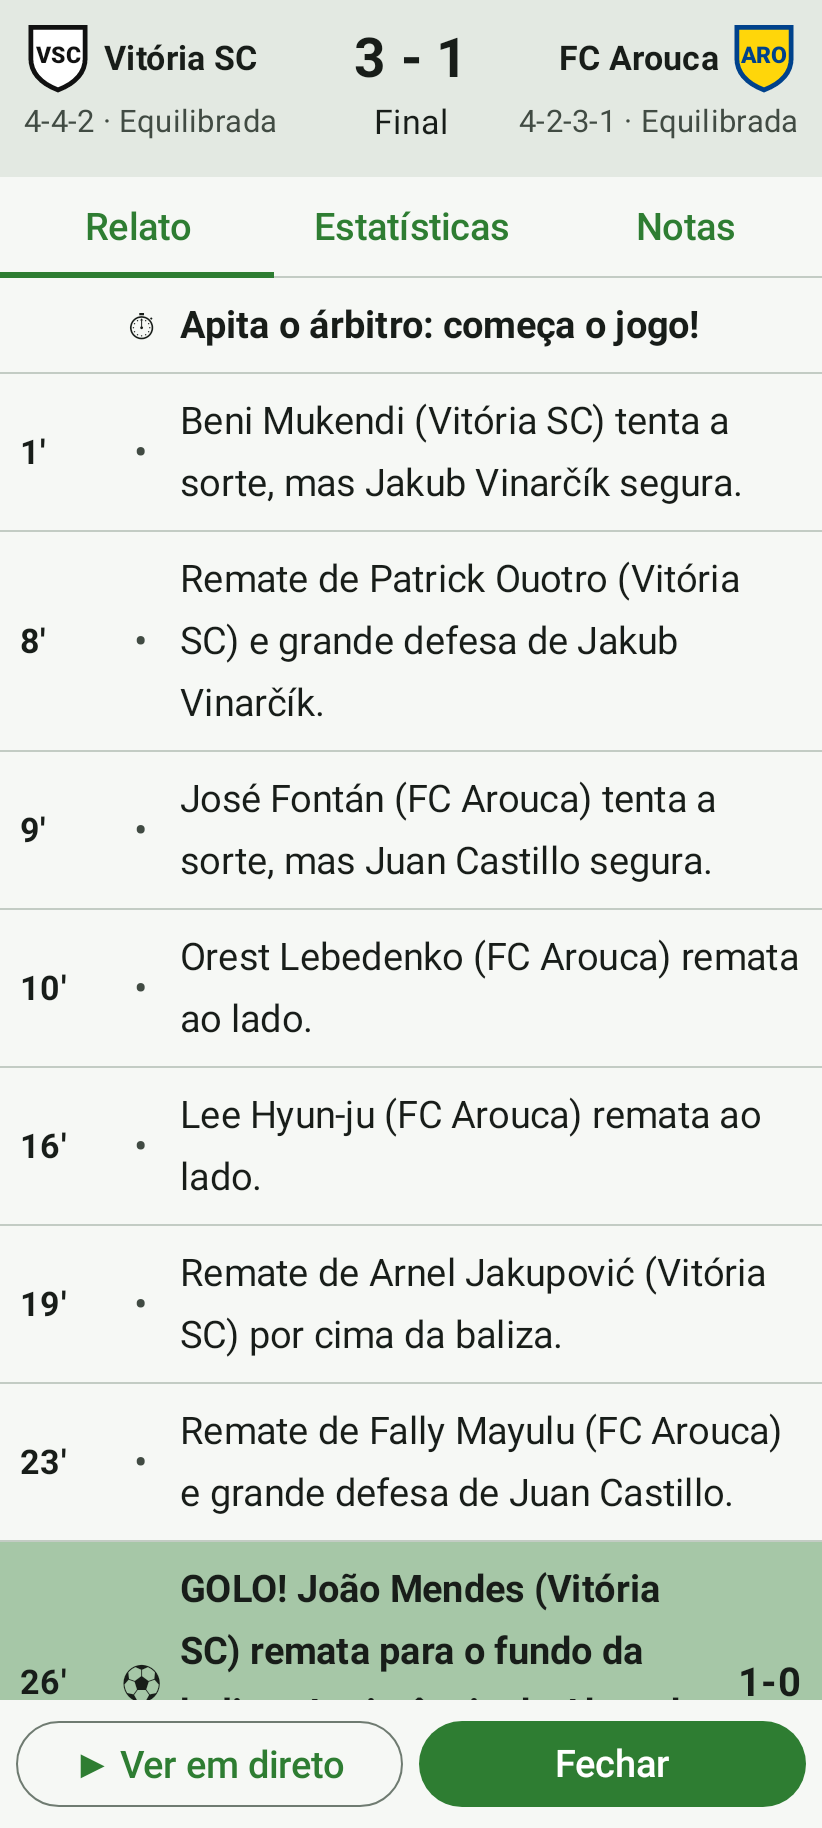 VSC Vitória SC 3 - 1 FC Arouca ARO
4-4-2 · Equilibrada Final 4-2-3-1 · Equilibrada
Relato Estatísticas Notas
Apita o árbitro: começa o jogo!
1' • Beni Mukendi (Vitória SC) tenta a
sorte, mas Jakub Vinarčík segura.
8' • Remate de Patrick Ouotro (Vitória
SC) e grande defesa de Jakub
Vinarčík.
9' • José Fontán (FC Arouca) tenta a
sorte, mas Juan Castillo segura.
10' • Orest Lebedenko (FC Arouca) remata
ao lado.
16' • Lee Hyun-ju (FC Arouca) remata ao
lado.
19' • Remate de Arnel Jakupović (Vitória
SC) por cima da baliza.
23' • Remate de Fally Mayulu (FC Arouca)
e grande defesa de Juan Castillo.
GOLO! João Mendes (Vitória
SC) remata para o fundo da
26' 1-0
► Ver em direto Fechar